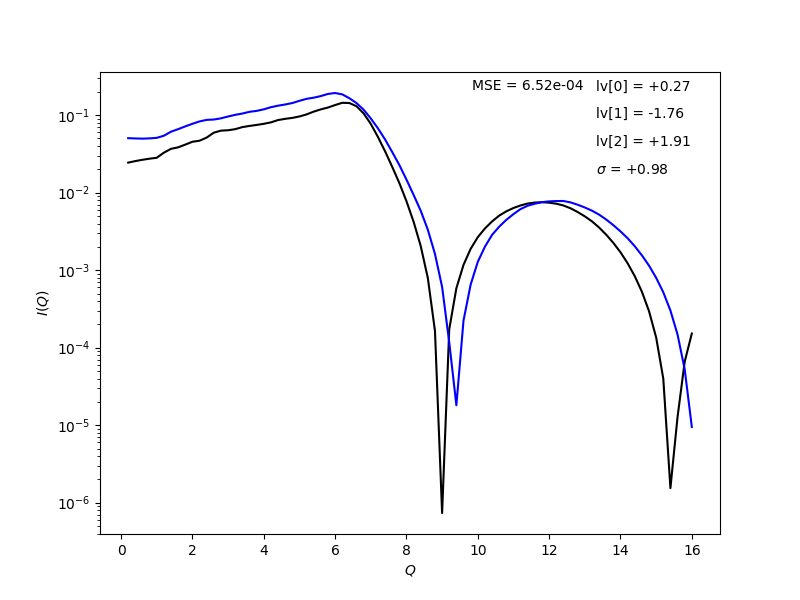 MSE = 6.52e-04 lv[0] = +0.27
lv[1] = -1.76
lv[2] = +1.91
σ = +0.98
10⁻¹
10⁻²
10⁻³
10⁻⁴
10⁻⁵
10⁻⁶
I(Q)
0 2 4 6 8 10 12 14 16
Q